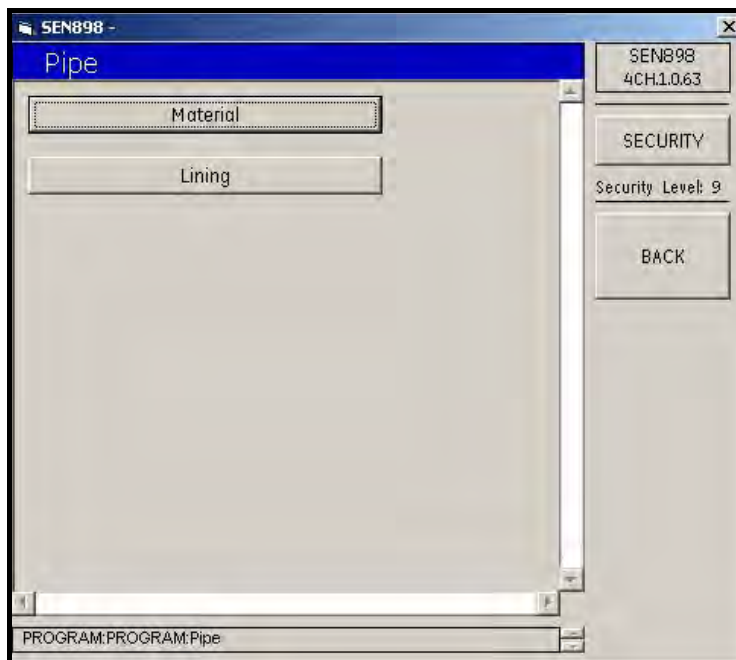 SEN898 -
Pipe
Material
Lining
SEN898
4CH.1.0.63
SECURITY
Security Level: 9
BACK
PROGRAM:PROGRAM:Pipe